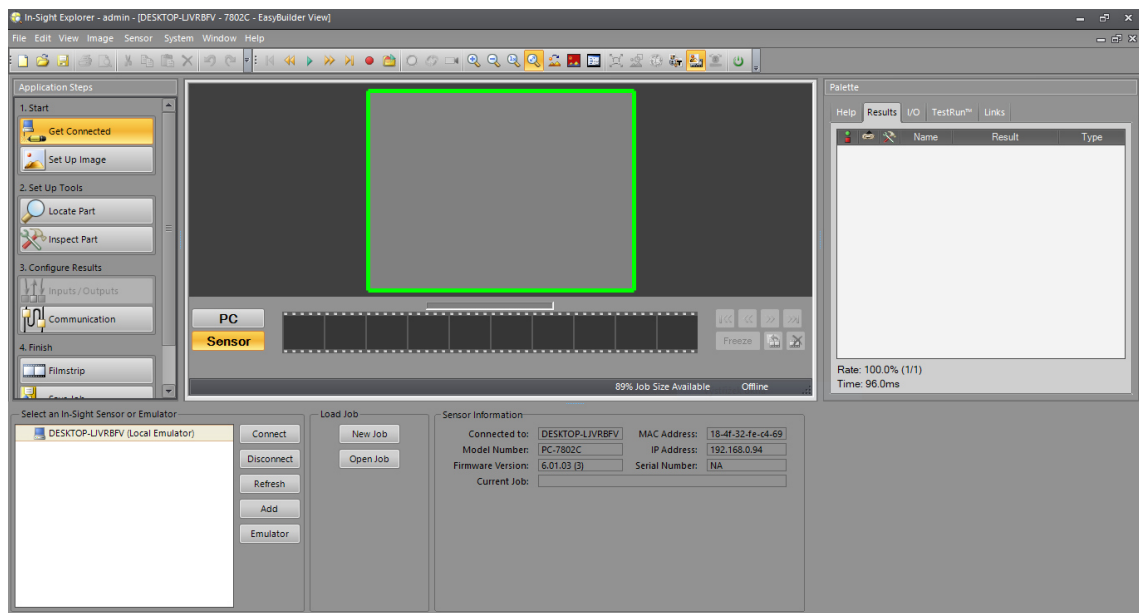 In-Sight Explorer - admin - [DESKTOP-LJVRBFV - 7802C - EasyBuilder View]
File Edit View Image Sensor System Window Help
Application Steps
1. Start
Get Connected
Set Up Image
2. Set Up Tools
Locate Part
Inspect Part
3. Configure Results
Inputs/Outputs
Communication
4. Finish
Filmstrip
PC
Sensor
Freeze
89% Job Size Available Offline
Palette
Help Results I/O TestRun™ Links
Name Result Type
Rate: 100.0% (1/1)
Time: 96.0ms
Select an In-Sight Sensor or Emulator
DESKTOP-LJVRBFV (Local Emulator)
Connect
Disconnect
Refresh
Add
Emulator
Load Job
New Job
Open Job
Sensor Information
Connected to: DESKTOP-LJVRBFV MAC Address: 18-4f-32-fe-c4-69
Model Number: PC-7802C IP Address: 192.168.0.94
Firmware Version: 6.01.03 (3) Serial Number: NA
Current Job: